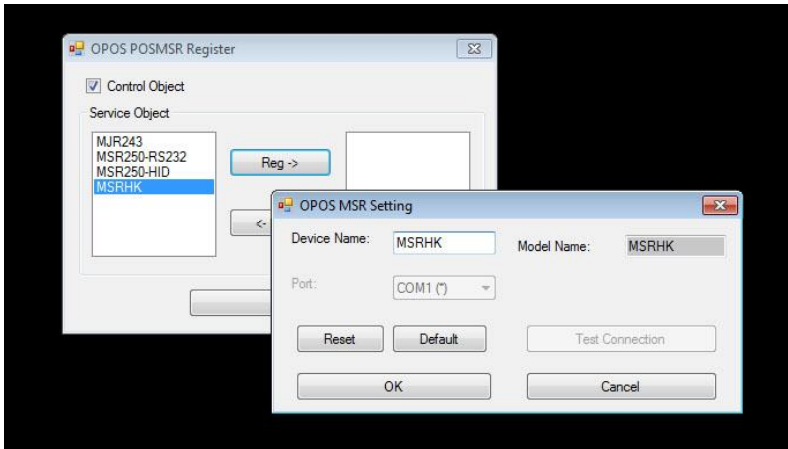 OPOS POSMSR Register
Control Object
Service Object
MJR243
MSR250-RS232
MSR250-HID
MSRHK
Reg ->
<-
OPOS MSR Setting
Device Name:
MSRHK
Model Name:
MSRHK
Port:
COM1 (*)
Reset
Default
Test Connection
OK
Cancel